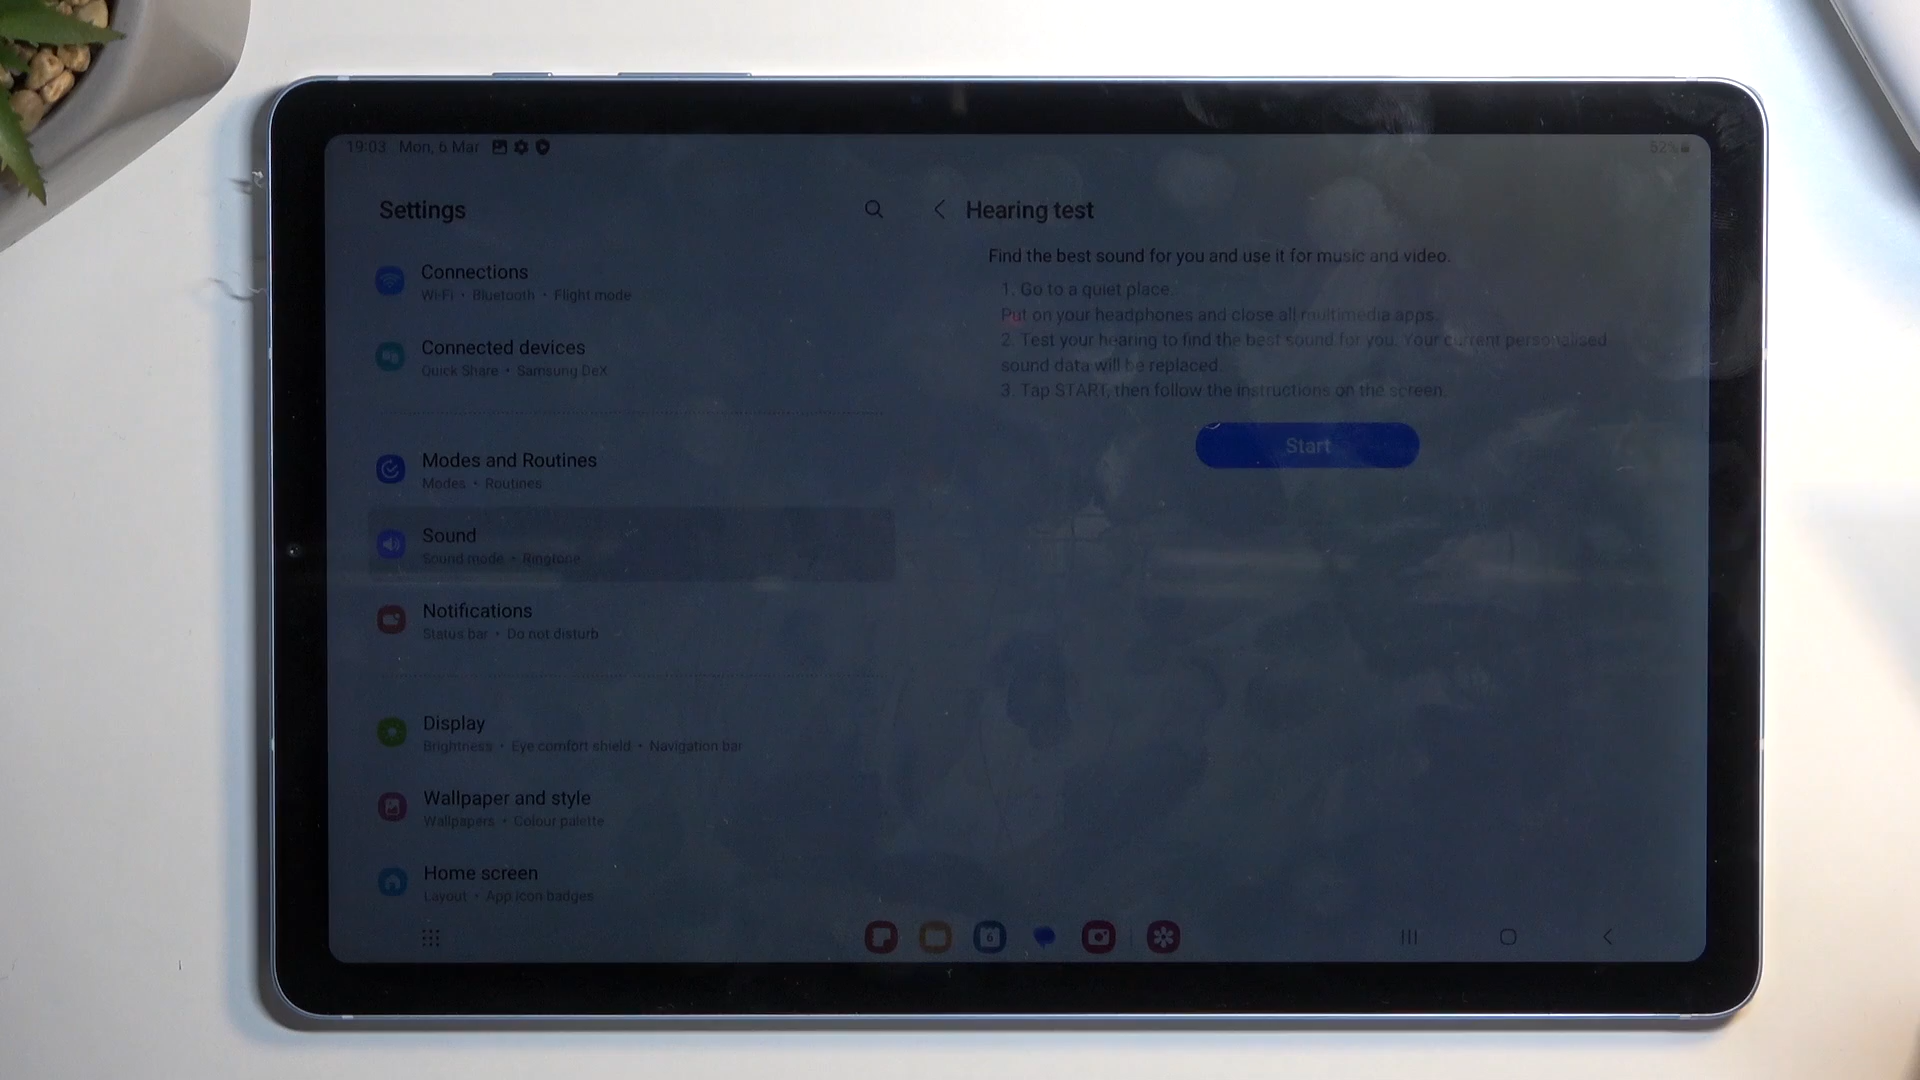 19:03 Mon, 6 Mar
52%
Settings
Connections
Wi-Fi • Bluetooth • Flight mode
Connected devices
Quick Share • Samsung DeX
Modes and Routines
Modes • Routines
Sound
Sound mode • Ringtone
Notifications
Status bar • Do not disturb
Display
Brightness • Eye comfort shield • Navigation bar
Wallpaper and style
Wallpapers • Colour palette
Home screen
Layout • App icon badges
Hearing test
Find the best sound for you and use it for music and video.
1. Go to a quiet place.
Put on your headphones and close all multimedia apps.
2. Test your hearing to find the best sound for you. Your current personalised
sound data will be replaced.
3. Tap START, then follow the instructions on the screen.
Start
6